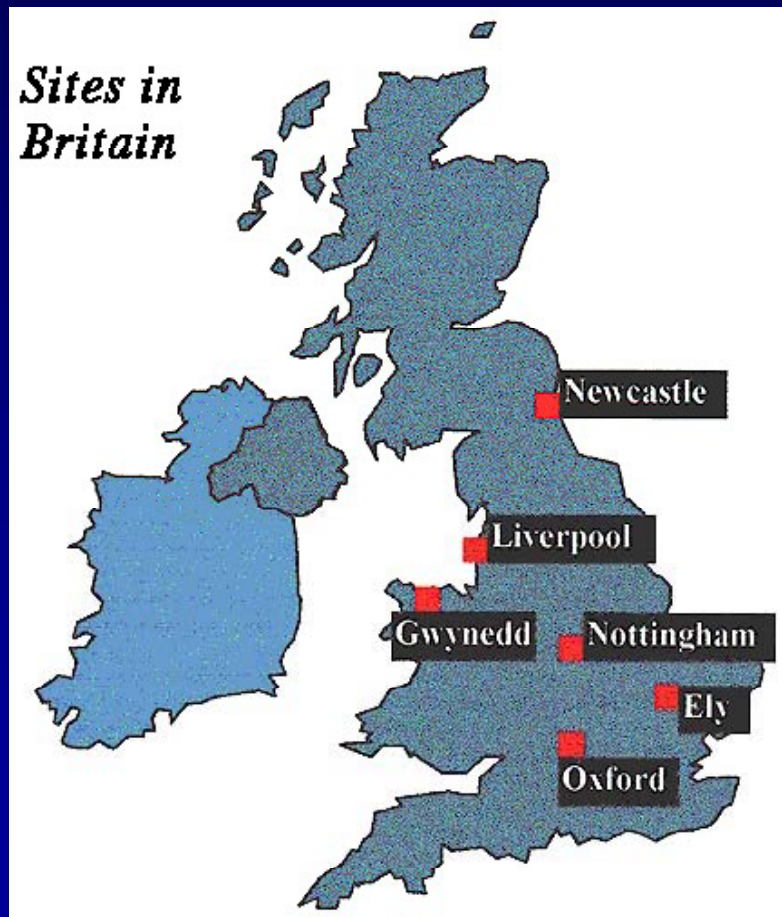 Sites in
Britain
Newcastle
Liverpool
Gwynedd
Nottingham
Ely
Oxford